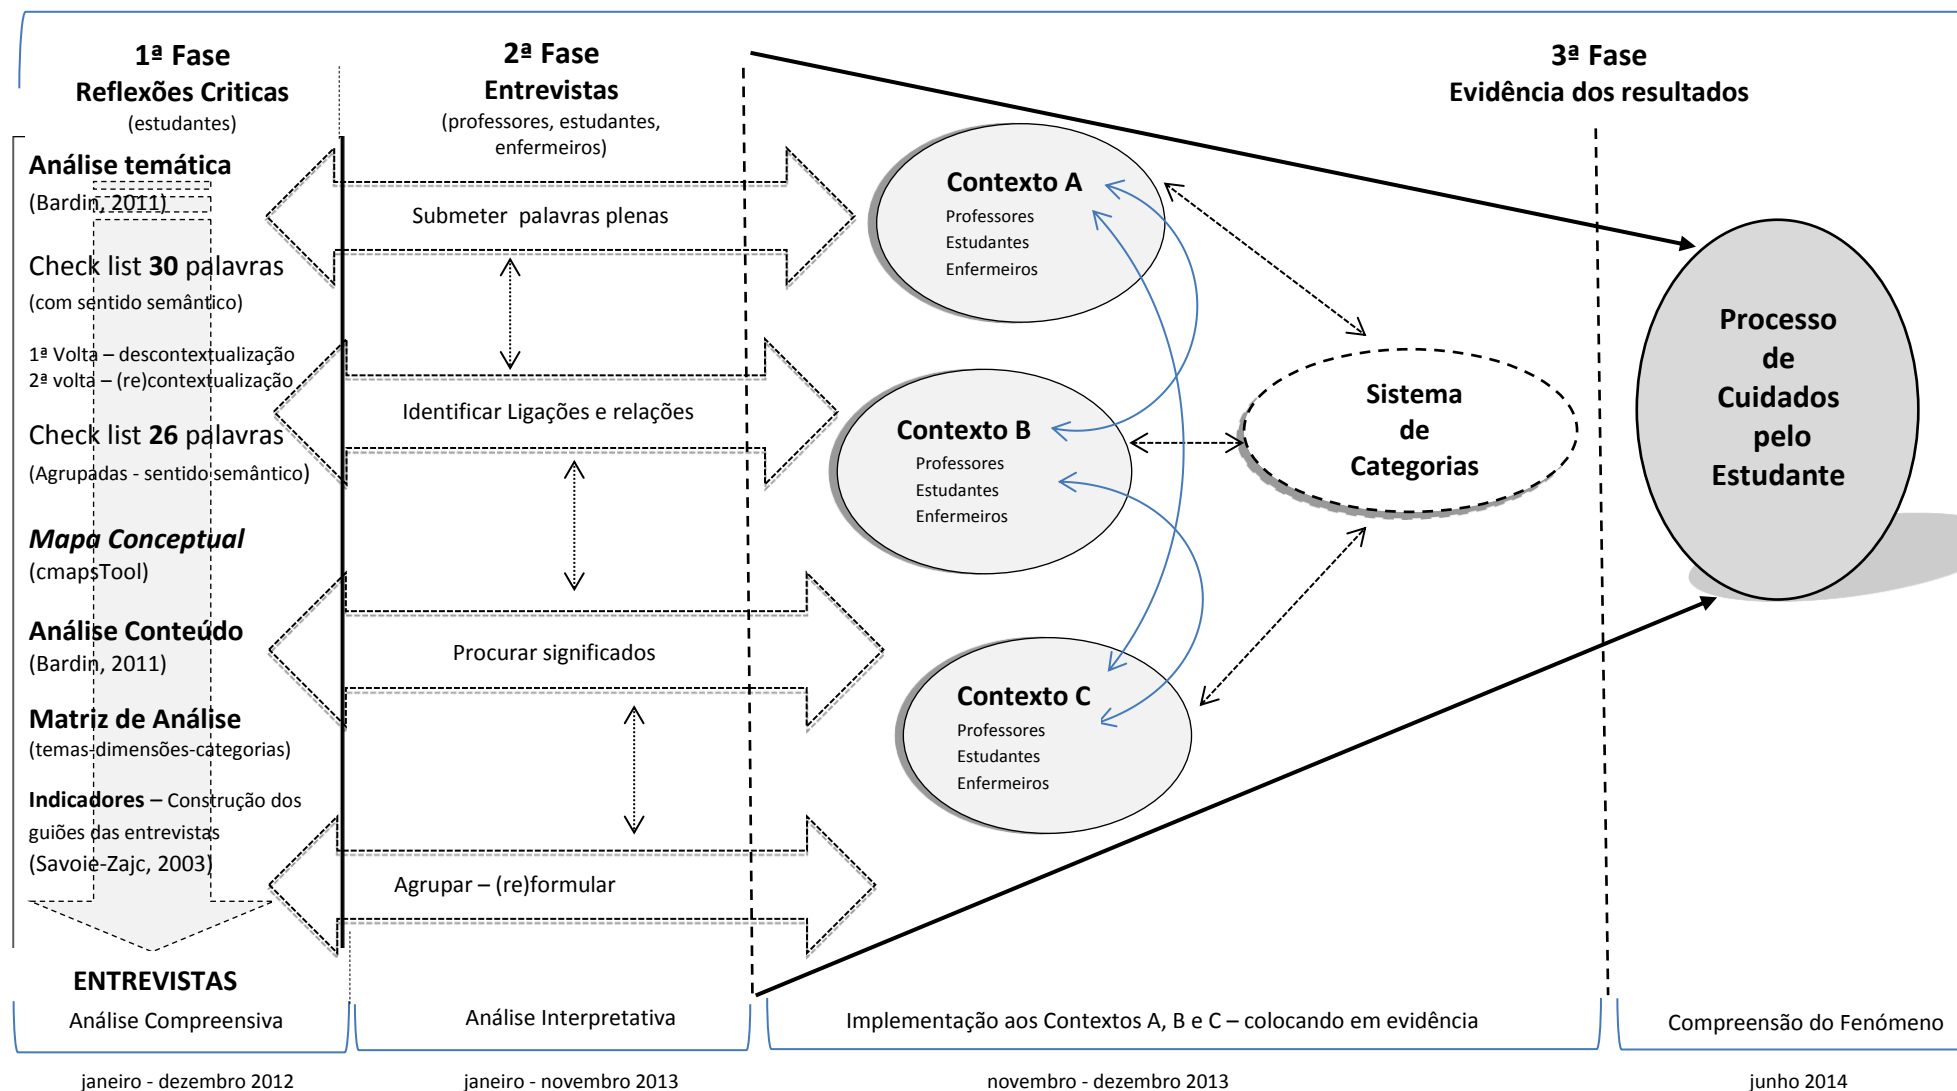 1ª Fase
Reflexões Criticas
(estudantes)
Análise temática
(Bardin, 2011)
Check list 30 palavras
(com sentido semântico)
1ª Volta – descontextualização
2ª volta – (re)contextualização
Check list 26 palavras
(Agrupadas - sentido semântico)
Mapa Conceptual
(cmapsTool)
Análise Conteúdo
(Bardin, 2011)
Matriz de Análise
(temas-dimensões-categorias)
Indicadores – Construção dos
guiões das entrevistas
(Savoie-Zajc, 2003)
ENTREVISTAS
Análise Compreensiva
janeiro - dezembro 2012
2ª Fase
Entrevistas
(professores, estudantes,
enfermeiros)
Submeter palavras plenas
Identificar Ligações e relações
Procurar significados
Agrupar – (re)formular
Análise Interpretativa
janeiro - novembro 2013
Contexto A
Professores
Estudantes
Enfermeiros
Contexto B
Professores
Estudantes
Enfermeiros
Contexto C
Professores
Estudantes
Enfermeiros
Sistema
de
Categorias
Implementação aos Contextos A, B e C – colocando em evidência
novembro - dezembro 2013
3ª Fase
Evidência dos resultados
Processo
de
Cuidados
pelo
Estudante
Compreensão do Fenómeno
junho 2014